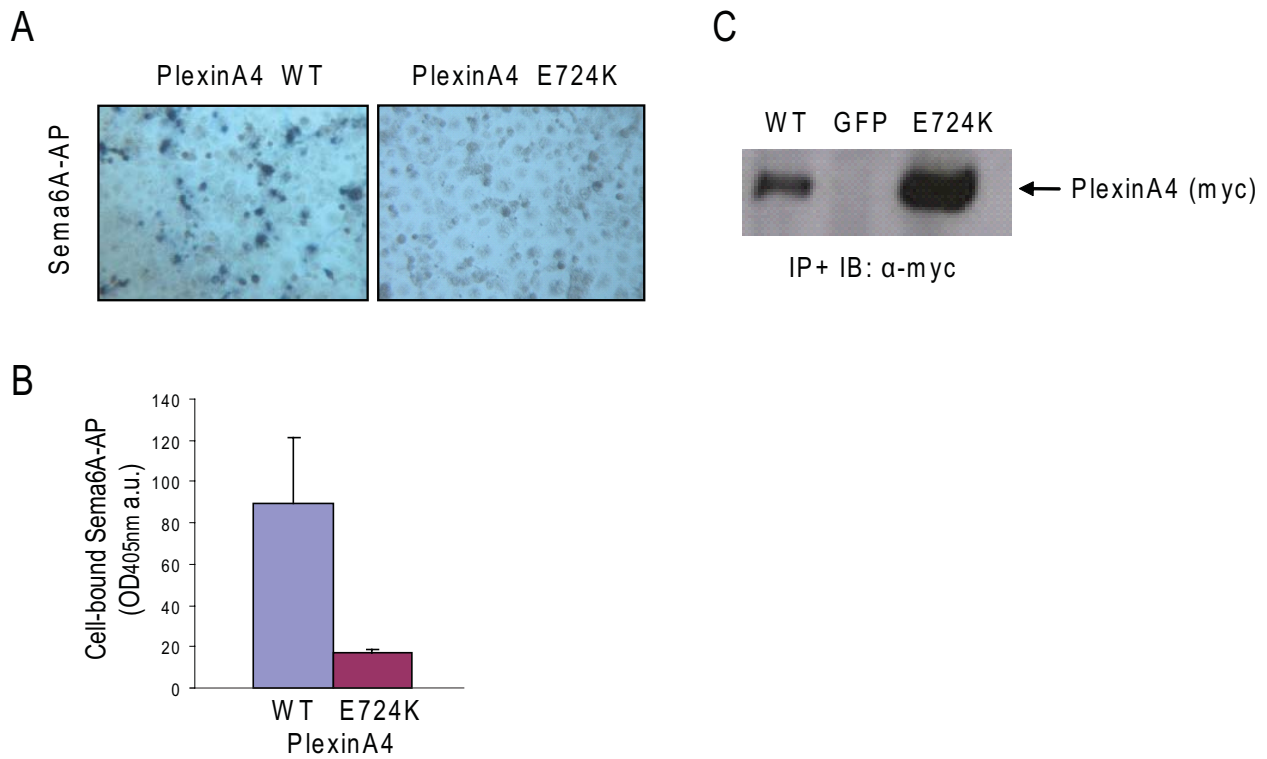 A
PlexinA4 WT
PlexinA4 E724K
Sema6A-AP
B
Cell-bound Sema6A-AP
(OD405nm a.u.)
140
120
100
80
60
40
20
0
WT E724K
PlexinA4
C
WT GFP E724K
PlexinA4 (myc)
IP+ IB: α-myc